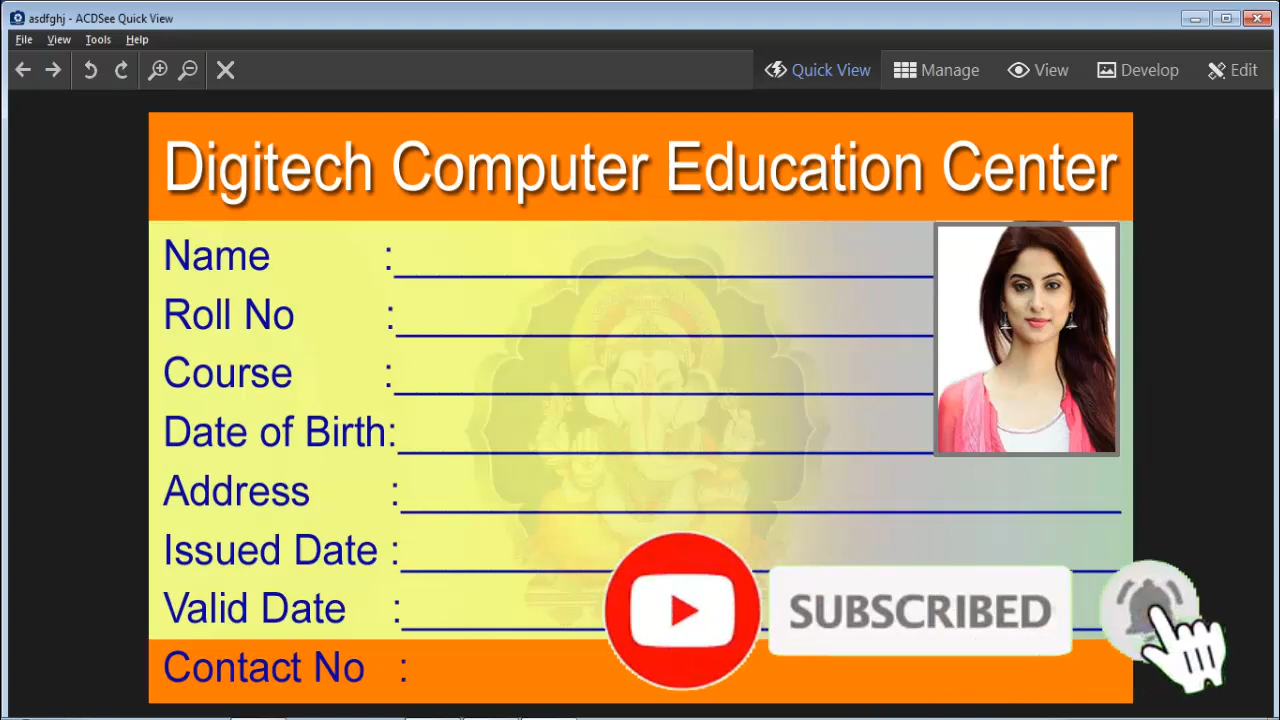 asdfghj - ACDSee Quick View
File View Tools Help
Quick View Manage View Develop Edit
Digitech Computer Education Center
Name :
Roll No :
Course :
Date of Birth:
Address :
Issued Date :
Valid Date :
SUBSCRIBED
Contact No :